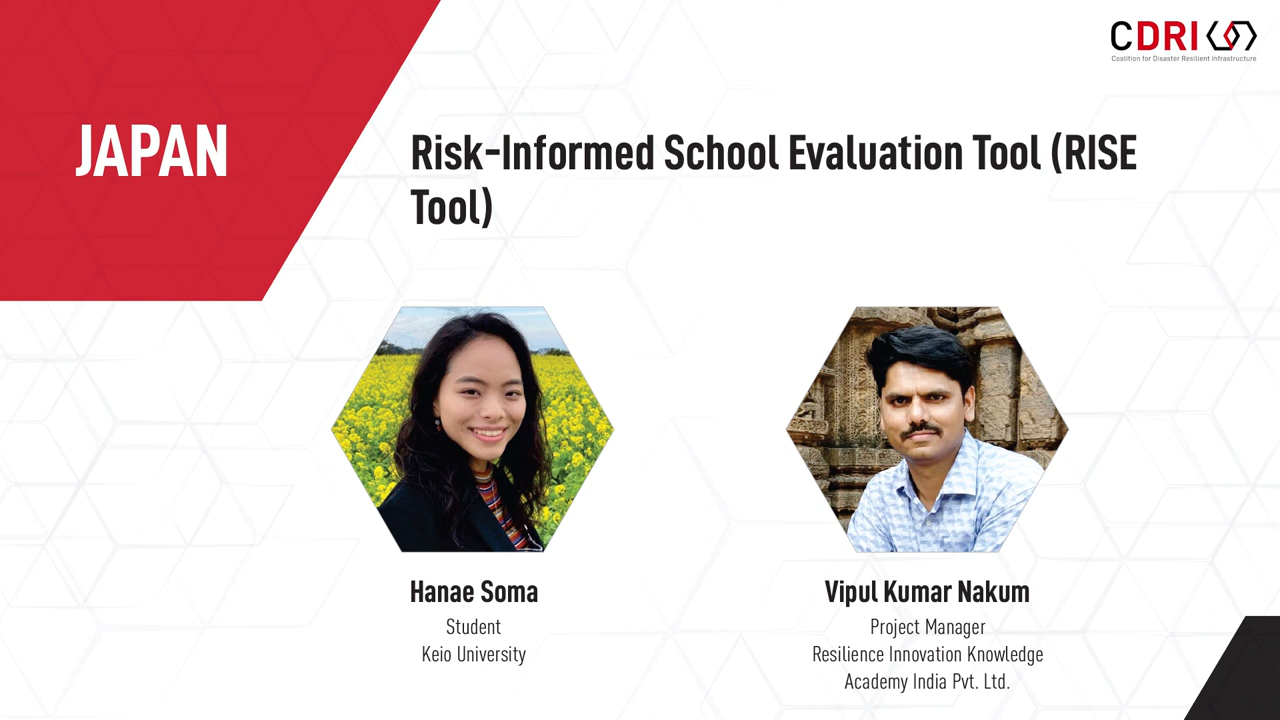 CDRI
Coalition for Disaster Resilient Infrastructure
JAPAN
Risk-Informed School Evaluation Tool (RISE
Tool)
Hanae Soma
Student
Keio University
Vipul Kumar Nakum
Project Manager
Resilience Innovation Knowledge
Academy India Pvt. Ltd.